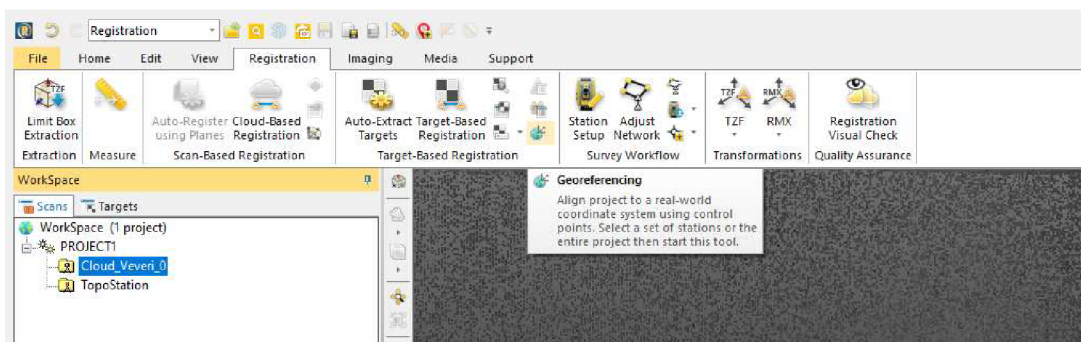 Registration
File Home Edit View Registration Imaging Media Support
TZF
TZF RMX
Limit Box
Extraction
Auto-Register
using Planes
Cloud-Based
Registration
Auto-Extract
Targets
Target-Based
Registration
Station
Setup
Adjust
Network
TZF
RMX
Registration
Visual Check
Extraction Measure Scan-Based Registration Target-Based Registration Survey Workflow Transformations Quality Assurance
WorkSpace
Scans Targets
WorkSpace (1 project)
PROJECT1
Cloud_Veveri_0
TopoStation
Georeferencing
Align project to a real-world
coordinate system using control
points. Select a set of stations or the
entire project then start this tool.